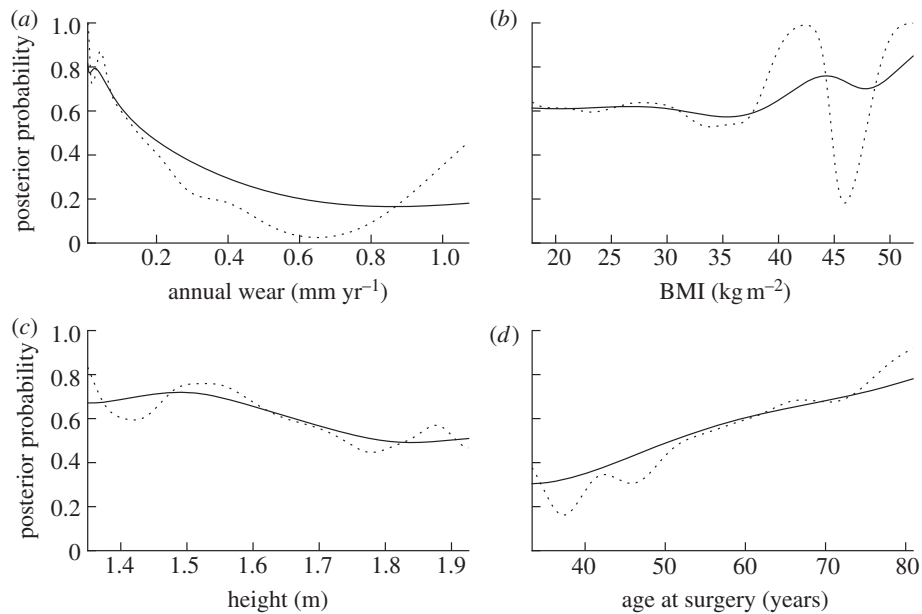 (a)
1.0
0.8
0.6
0.4
0.2
0
posterior probability
0.2 0.4 0.6 0.8 1.0
annual wear (mm yr⁻¹)
(b)
20 25 30 35 40 45 50
BMI (kg m⁻²)
(c)
1.0
0.8
0.6
0.4
0.2
0
posterior probability
1.4 1.5 1.6 1.7 1.8 1.9
height (m)
(d)
40 50 60 70 80
age at surgery (years)